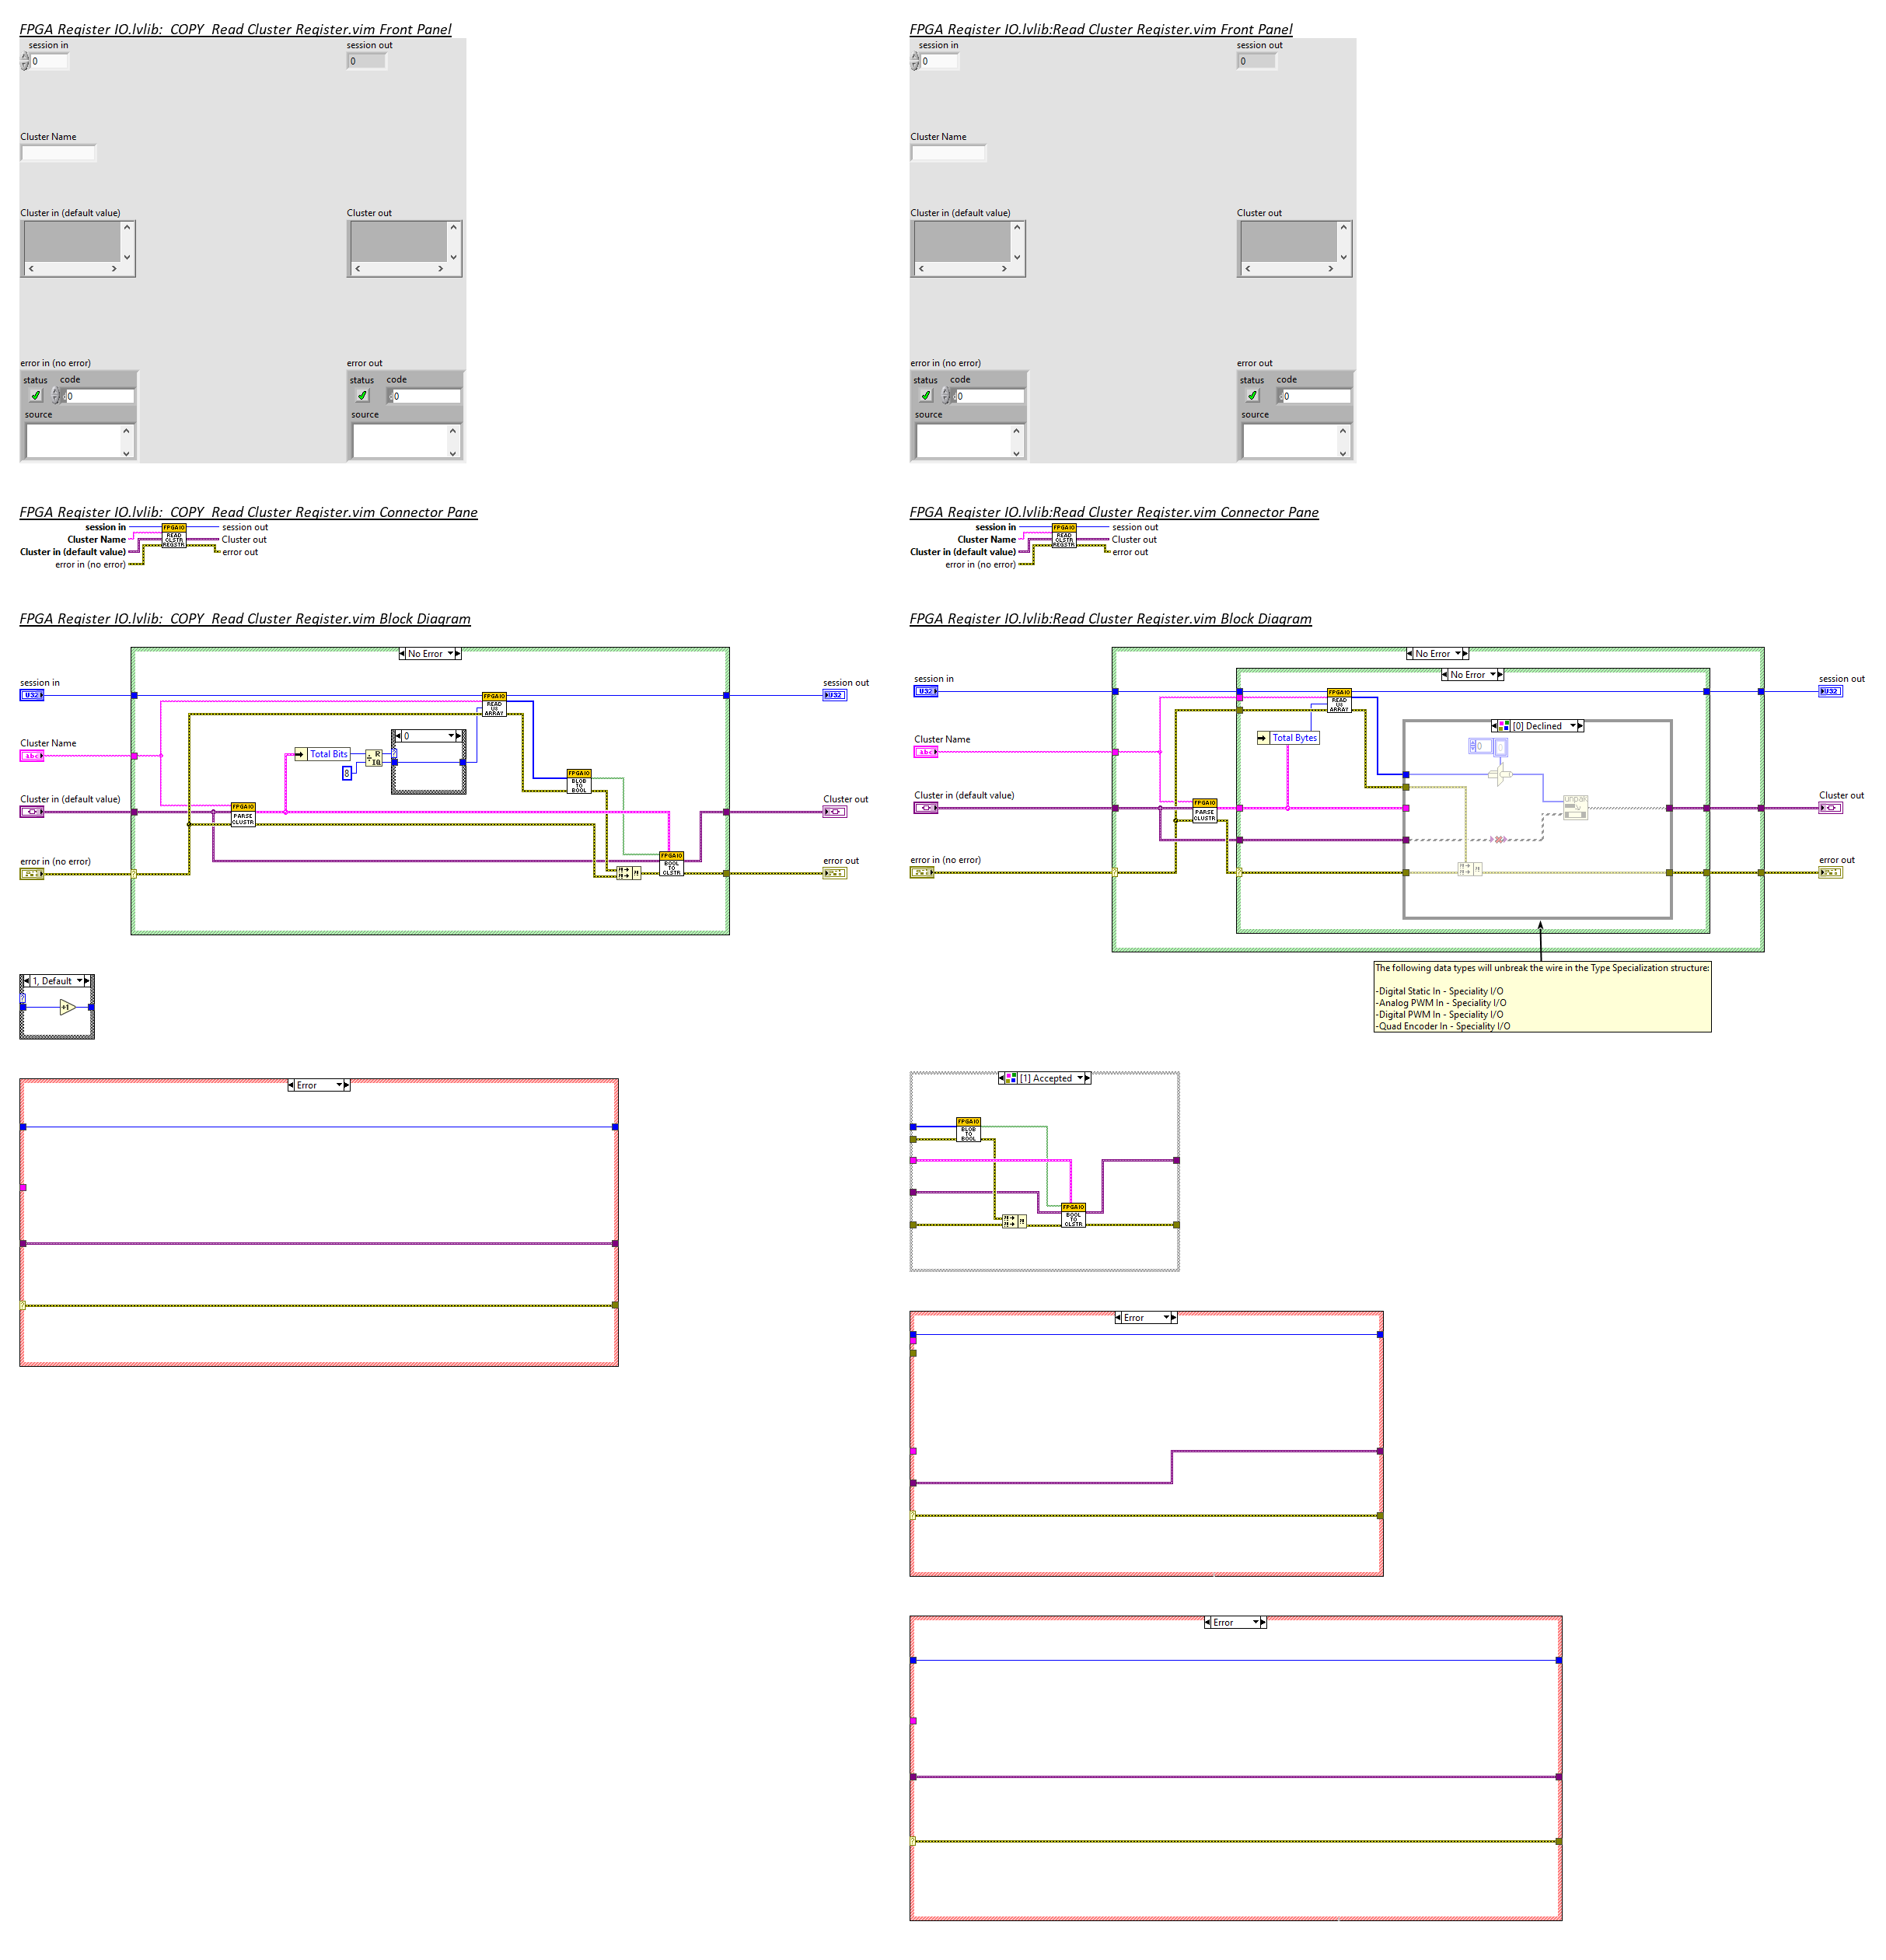 FPGA Register IO.lvlib:_COPY_Read Cluster Register.vim Front Panel
session in
0
session out
0
Cluster Name
Cluster in (default value)
Cluster out
error in (no error)
status code
0
source
error out
status code
0
source
FPGA Register IO.lvlib:_COPY_Read Cluster Register.vim Connector Pane
session in
Cluster Name
Cluster in (default value)
error in (no error)
FPGAIO
READ
CLSTR
REGSTR
session out
Cluster out
error out
FPGA Register IO.lvlib:_COPY_Read Cluster Register.vim Block Diagram
No Error
session in
U32
FPGAIO
READ
U8
ARRAY
session out
U32
Cluster Name
abc
Total Bits
8
R
IQ
0
FPGAIO
BLOB
TO
BOOL
Cluster in (default value)
FPGAIO
PARSE
CLUSTR
Cluster out
error in (no error)
FPGAIO
BOOL
TO
CLSTR
error out
1, Default
+1
Error
FPGA Register IO.lvlib:Read Cluster Register.vim Front Panel
session in
0
session out
0
Cluster Name
Cluster in (default value)
Cluster out
error in (no error)
status code
0
source
error out
status code
0
source
FPGA Register IO.lvlib:Read Cluster Register.vim Connector Pane
session in
Cluster Name
Cluster in (default value)
error in (no error)
FPGAIO
READ
CLSTR
REGSTR
session out
Cluster out
error out
FPGA Register IO.lvlib:Read Cluster Register.vim Block Diagram
No Error
No Error
session in
U32
FPGAIO
READ
U8
ARRAY
session out
U32
Cluster Name
abc
Total Bytes
[0] Declined
0
0
Cluster in (default value)
FPGAIO
PARSE
CLUSTR
Cluster out
error in (no error)
error out
The following data types will unbreak the wire in the Type Specialization structure:
-Digital Static In - Speciality I/O
-Analog PWM In - Speciality I/O
-Digital PWM In - Speciality I/O
-Quad Encoder In - Speciality I/O
[1] Accepted
FPGAIO
BLOB
TO
BOOL
FPGAIO
BOOL
TO
CLSTR
Error
Error